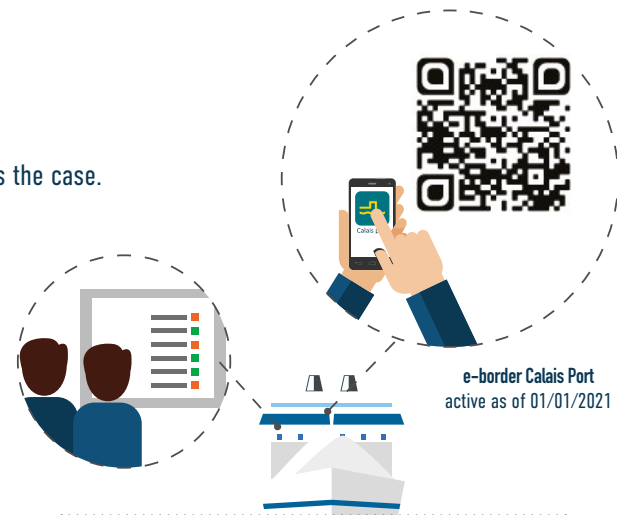 s the case.
Calais
e-border Calais Port
active as of 01/01/2021